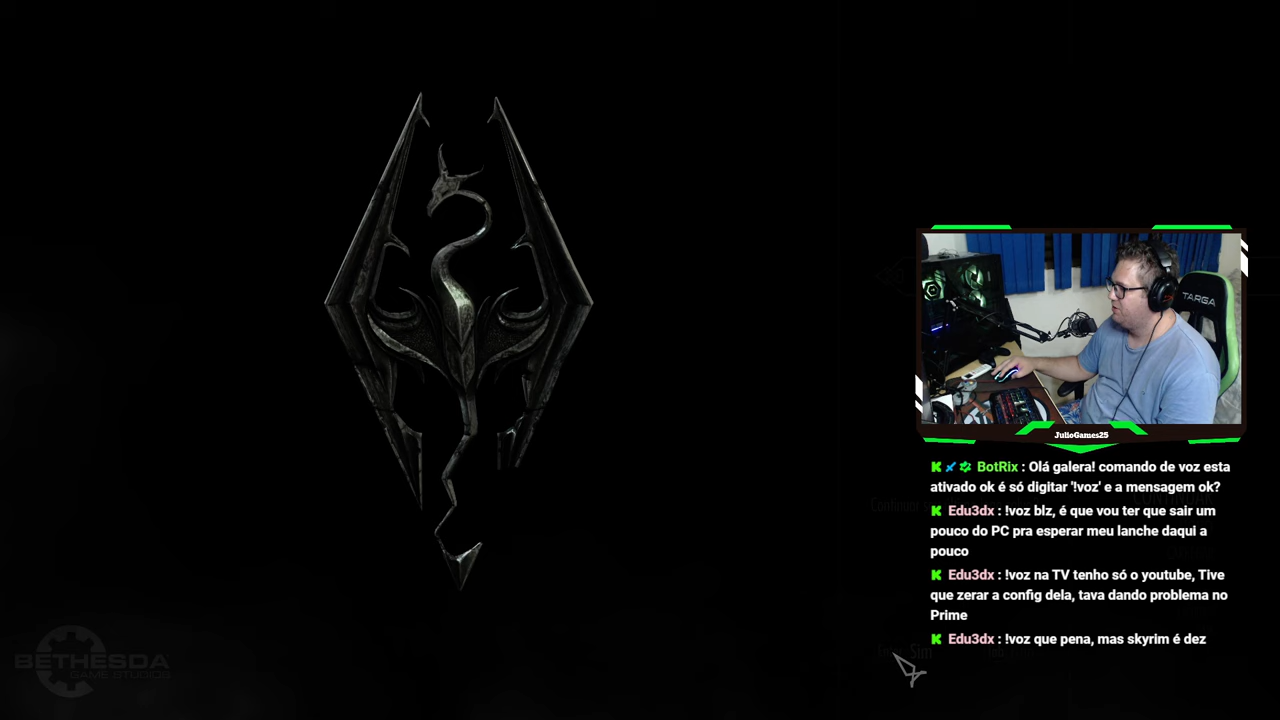 TARGA
JulioGames25
BotRix : Olá galera! comando de voz esta
ativado ok é só digitar '!voz' e a mensagem ok?
Edu3dx : !voz blz, é que vou ter que sair um
pouco do PC pra esperar meu lanche daqui a
pouco
Edu3dx : !voz na TV tenho só o youtube, Tive
que zerar a config dela, tava dando problema no
Prime
Edu3dx : !voz que pena, mas skyrim é dez
Sim
BETHESDA
GAME STUDIOS